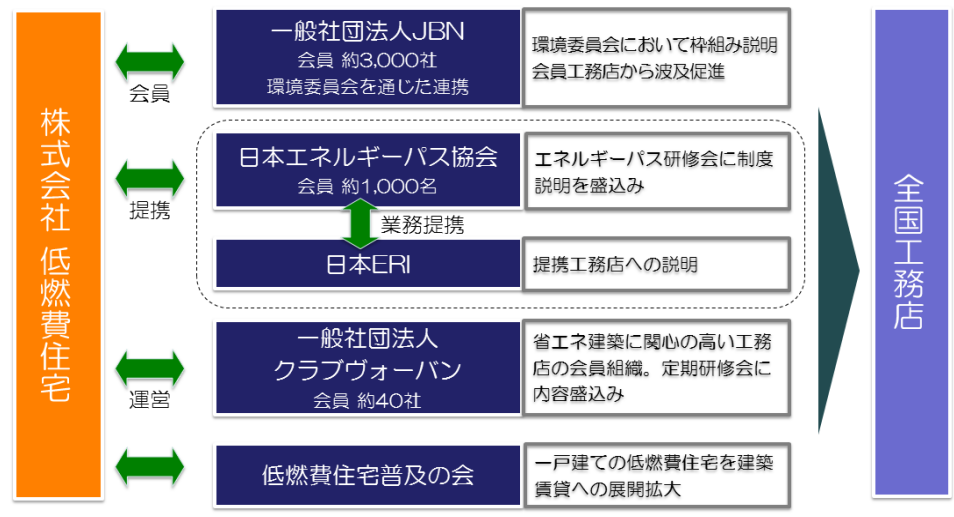 株式会社 低燃費住宅
会員
提携
運営
一般社団法人JBN
会員 約3,000社
環境委員会を通じた連携
環境委員会において枠組み説明
会員工務店から波及促進
日本エネルギーパス協会
会員 約1,000名
エネルギーパス研修会に制度
説明を盛込み
業務提携
日本ERI
提携工務店への説明
一般社団法人
クラブヴォーバン
会員 約40社
省エネ建築に関心の高い工務
店の会員組織。定期研修会に
内容盛込み
低燃費住宅普及の会
一戸建ての低燃費住宅を建築
賃貸への展開拡大
全国工務店